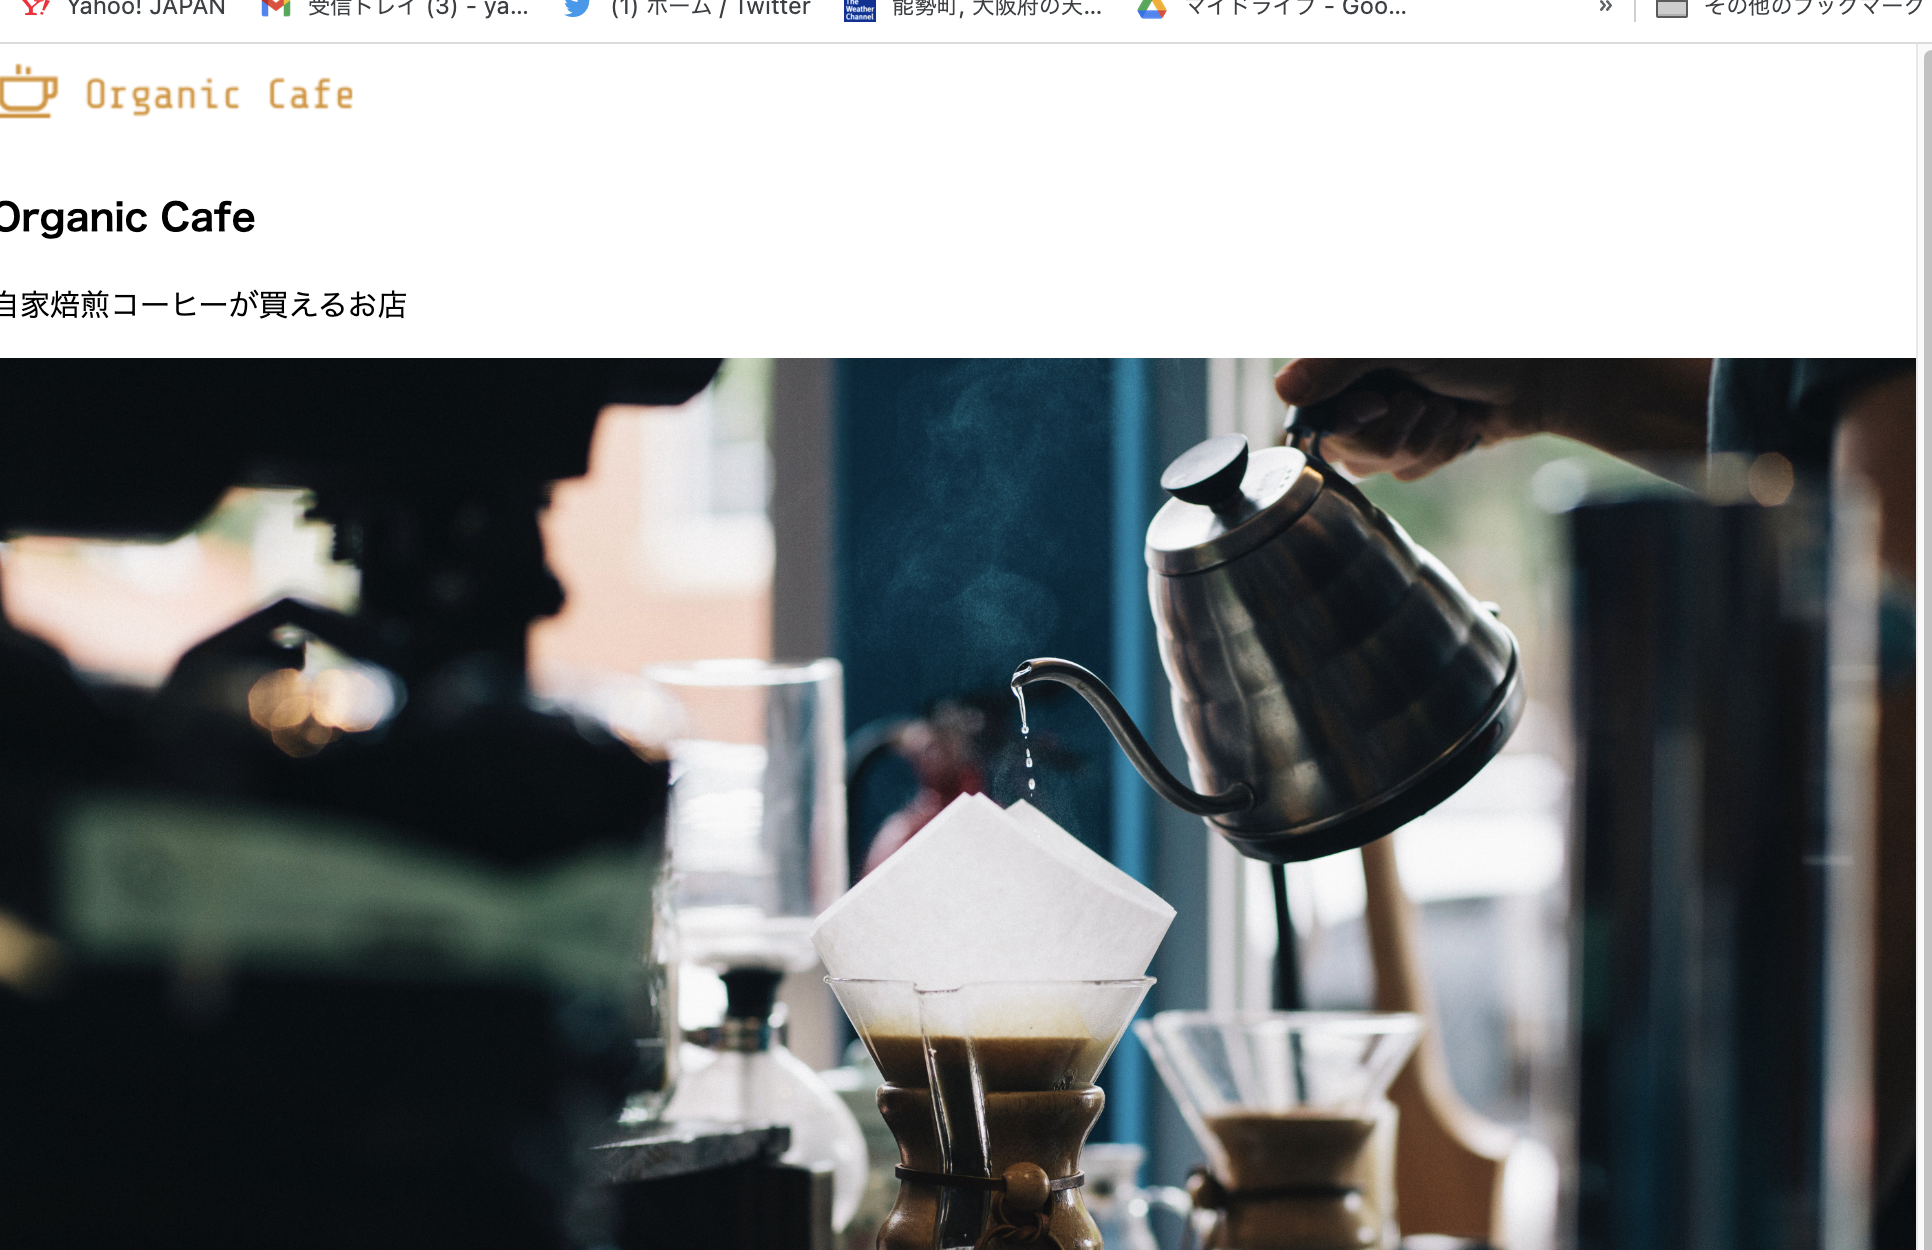 Yahoo! JAPAN 受信トレイ (3) - ya... (1) ホーム / Twitter The Weather Channel 能勢町, 大阪府の天... マイドライブ - Goo... » その他のブックマーク
Organic Cafe
Organic Cafe
自家焙煎コーヒーが買えるお店